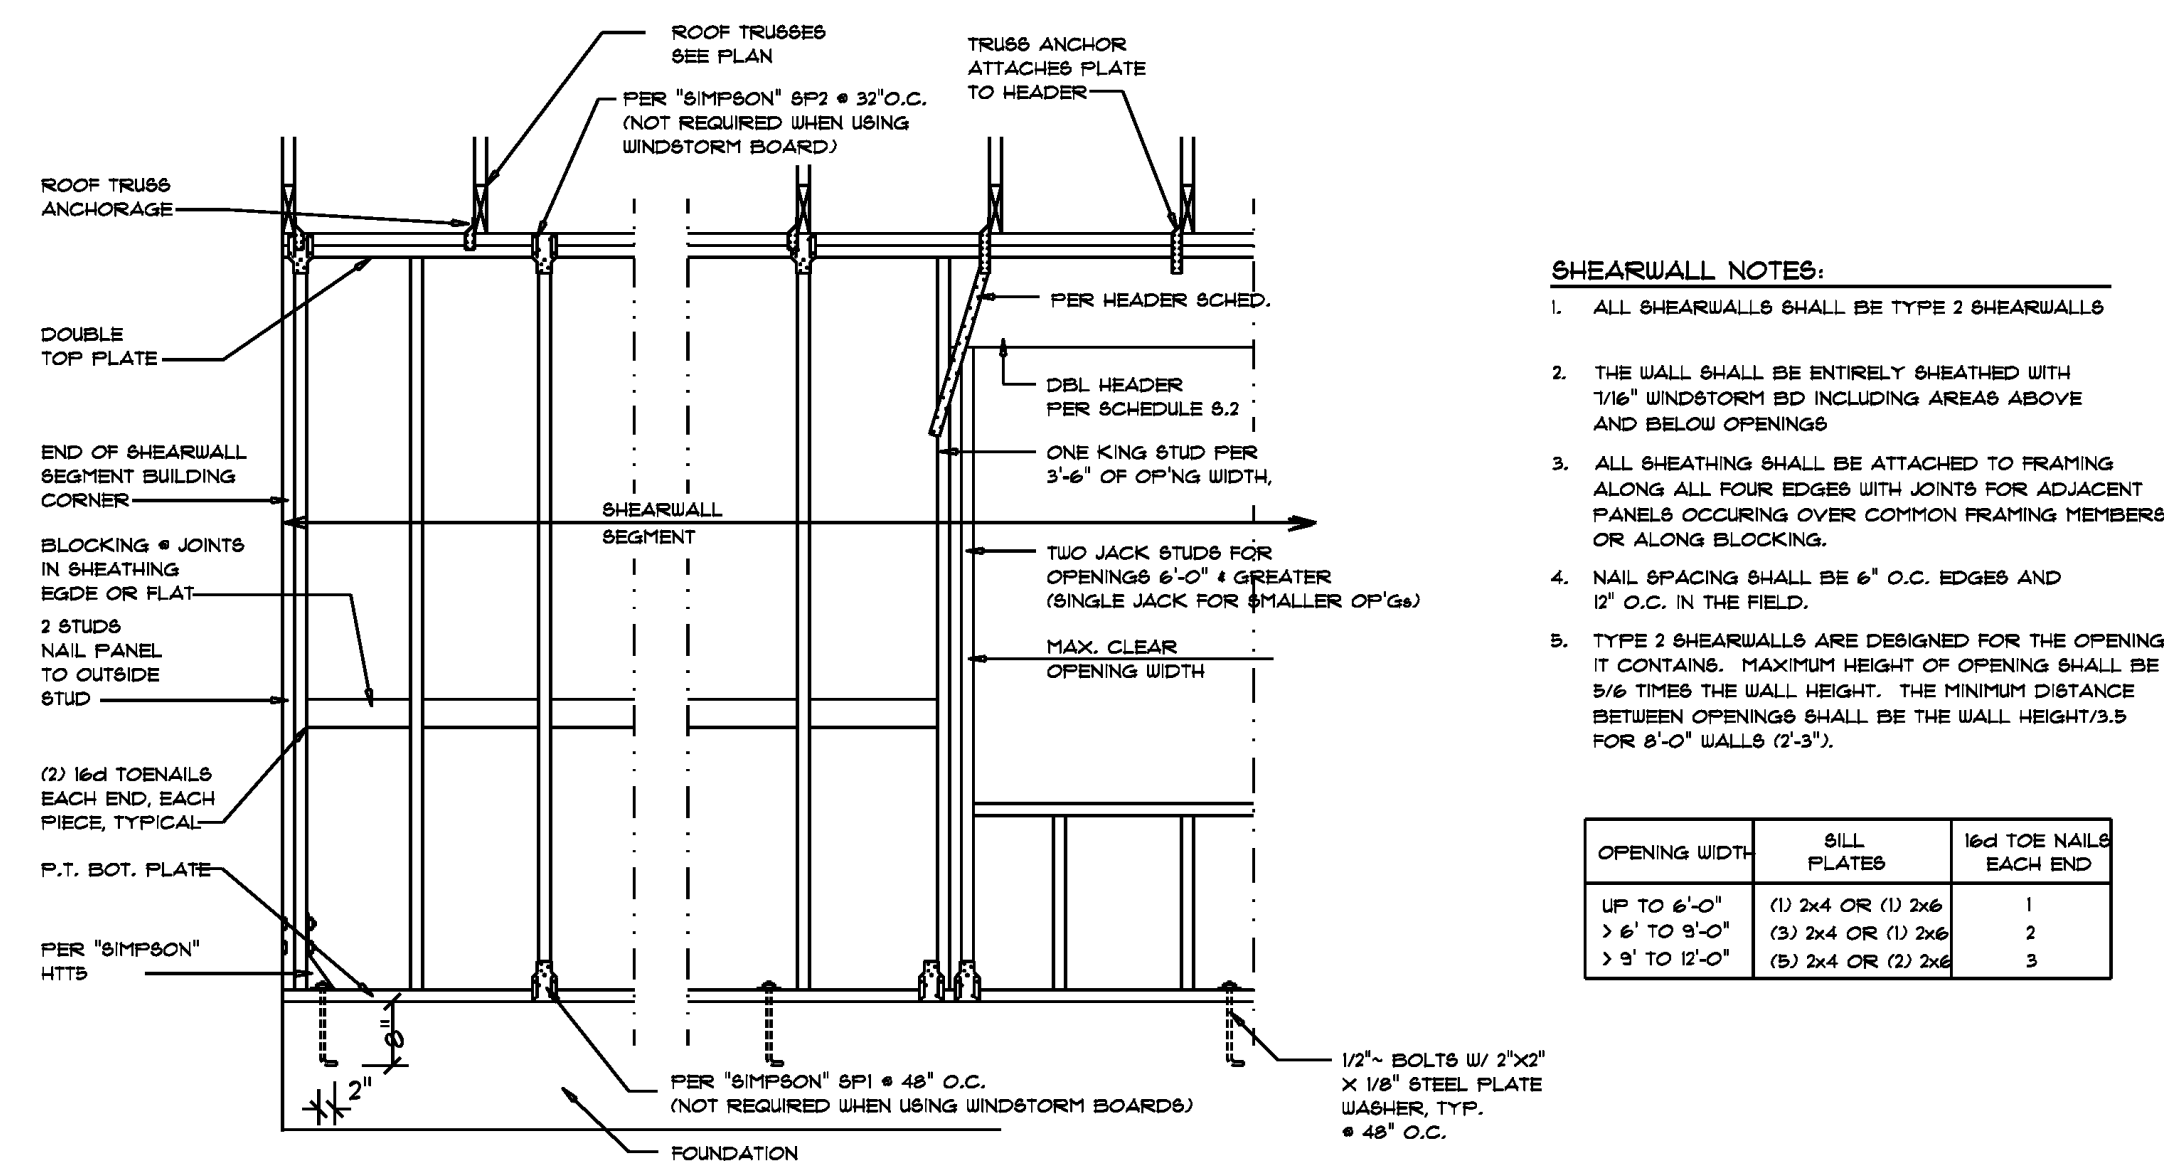 ROOF TRUSSES
SEE PLAN
TRUSS ANCHOR
ATTACHES PLATE
TO HEADER
PER "SIMPSON" SP2 @ 32"O.C.
(NOT REQUIRED WHEN USING
WINDSTORM BOARD)
ROOF TRUSS
ANCHORAGE
DOUBLE
TOP PLATE
END OF SHEARWALL
SEGMENT BUILDING
CORNER
BLOCKING @ JOINTS
IN SHEATHING
EGDE OR FLAT
2 STUDS
NAIL PANEL
TO OUTSIDE
STUD
(2) 16d TOENAILS
EACH END, EACH
PIECE, TYPICAL
P.T. BOT. PLATE
PER "SIMPSON"
HTT5
8"
2"
SHEARWALL
SEGMENT
PER HEADER SCHED.
DBL HEADER
PER SCHEDULE S.2
ONE KING STUD PER
3'-6" OF OP'NG WIDTH,
TWO JACK STUDS FOR
OPENINGS 6'-0" & GREATER
(SINGLE JACK FOR SMALLER OP'Gs)
MAX. CLEAR
OPENING WIDTH
PER "SIMPSON" SP1 @ 48" O.C.
(NOT REQUIRED WHEN USING WINDSTORM BOARDS)
FOUNDATION
1/2"~ BOLTS W/ 2"X2"
X 1/8" STEEL PLATE
WASHER, TYP.
@ 48" O.C.
SHEARWALL NOTES:
1. ALL SHEARWALLS SHALL BE TYPE 2 SHEARWALLS
2. THE WALL SHALL BE ENTIRELY SHEATHED WITH
7/16" WINDSTORM BD INCLUDING AREAS ABOVE
AND BELOW OPENINGS
3. ALL SHEATHING SHALL BE ATTACHED TO FRAMING
ALONG ALL FOUR EDGES WITH JOINTS FOR ADJACENT
PANELS OCCURING OVER COMMON FRAMING MEMBERS
OR ALONG BLOCKING.
4. NAIL SPACING SHALL BE 6" O.C. EDGES AND
12" O.C. IN THE FIELD.
5. TYPE 2 SHEARWALLS ARE DESIGNED FOR THE OPENING
IT CONTAINS. MAXIMUM HEIGHT OF OPENING SHALL BE
5/6 TIMES THE WALL HEIGHT. THE MINIMUM DISTANCE
BETWEEN OPENINGS SHALL BE THE WALL HEIGHT/3.5
FOR 8'-0" WALLS (2'-3").
OPENING WIDTH
SILL
PLATES
16d TOE NAILS
EACH END
UP TO 6'-0" (1) 2x4 OR (1) 2x6 1
> 6' TO 9'-0" (3) 2x4 OR (1) 2x6 2
> 9' TO 12'-0" (5) 2x4 OR (2) 2x6 3